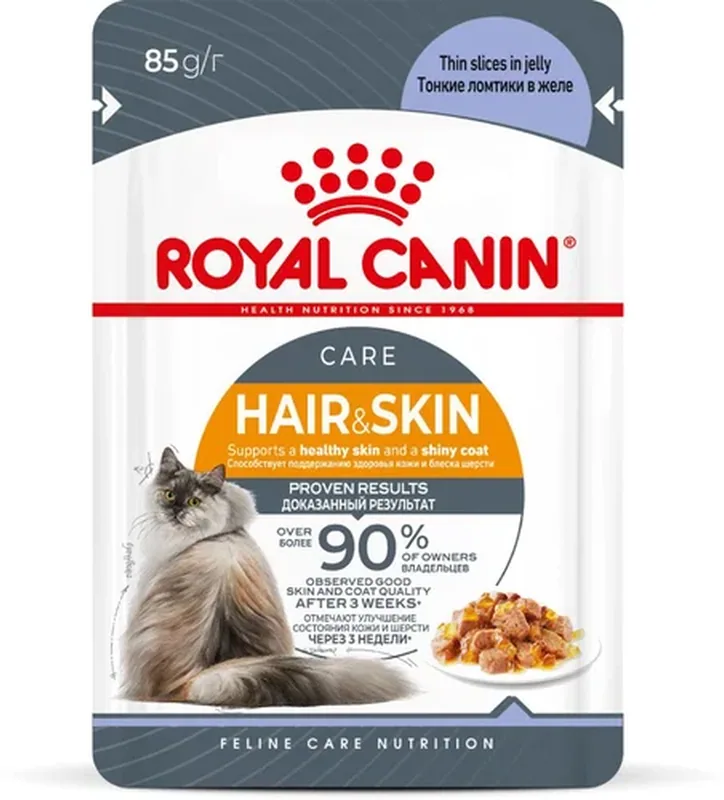 85 g/г
Thin slices in jelly
Тонкие ломтики в желе
ROYAL CANIN®
HEALTH NUTRITION SINCE 1968
CARE
HAIR&SKIN
Supports a healthy skin and a shiny coat
Способствует поддержанию здоровья кожи и блеска шерсти
PROVEN RESULTS
ДОКАЗАННЫЙ РЕЗУЛЬТАТ
OVER
БОЛЕЕ
90%
OF OWNERS
ВЛАДЕЛЬЦЕВ
OBSERVED GOOD
SKIN AND COAT QUALITY
AFTER 3 WEEKS*
ОТМЕЧАЮТ УЛУЧШЕНИЕ
СОСТОЯНИЯ КОЖИ И ШЕРСТИ
ЧЕРЕЗ 3 НЕДЕЛИ*
FELINE CARE NUTRITION